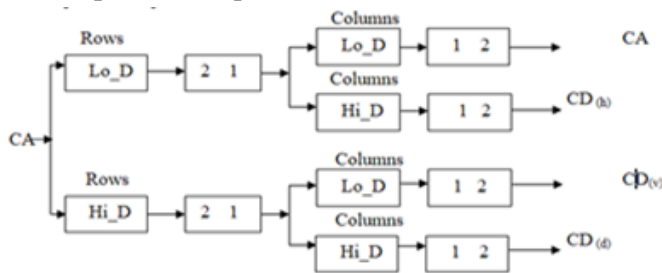 Columns
Rows
Lo_D
2 1
Lo_D
1 2
CA
Columns
Hi_D
1 2
CD (h)
CA
Columns
Rows
Hi_D
2 1
Lo_D
1 2
CD(v)
Columns
Hi_D
1 2
CD (d)